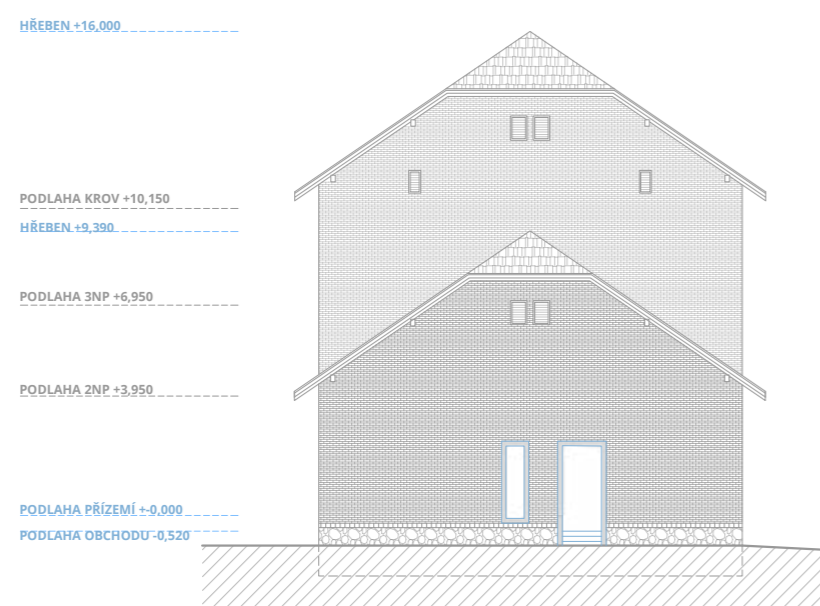 HŘEBEN +16,000
PODLAHA KROV +10,150
HŘEBEN +9,390
PODLAHA 3NP +6,950
PODLAHA 2NP +3,950
PODLAHA PŘÍZEMÍ +-0,000
PODLAHA OBCHODU -0,520